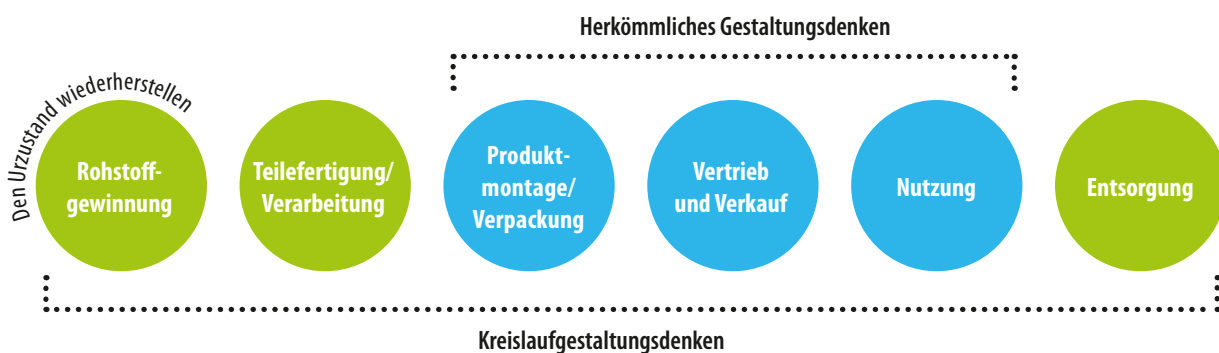 Herkömmliches Gestaltungsdenken
Den Urzustand wiederherstellen
Rohstoff-
gewinnung
Teilefertigung/
Verarbeitung
Produkt-
montage/
Verpackung
Vertrieb
und Verkauf
Nutzung
Entsorgung
Kreislaufgestaltungsdenken